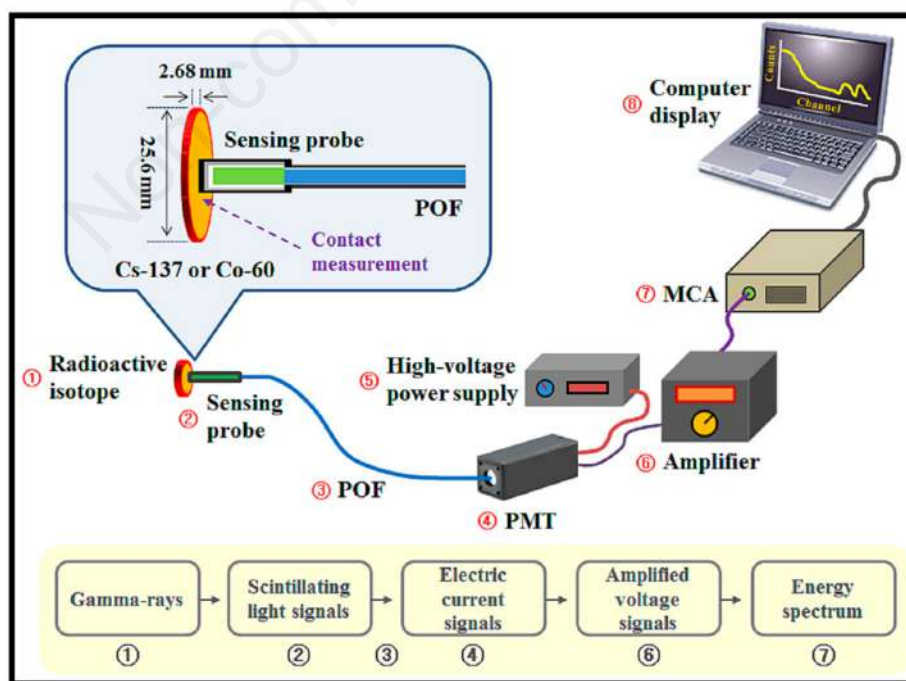 2.68 mm
25.6 mm
Sensing probe
POF
Contact
measurement
Cs-137 or Co-60
Counts
Channel
⑧ Computer
display
⑦ MCA
① Radioactive
isotope
② Sensing
probe
⑤ High-voltage
power supply
③ POF
④ PMT
⑥ Amplifier
Gamma-rays
Scintillating
light signals
Electric
current
signals
Amplified
voltage
signals
Energy
spectrum
① ② ③ ④ ⑥ ⑦